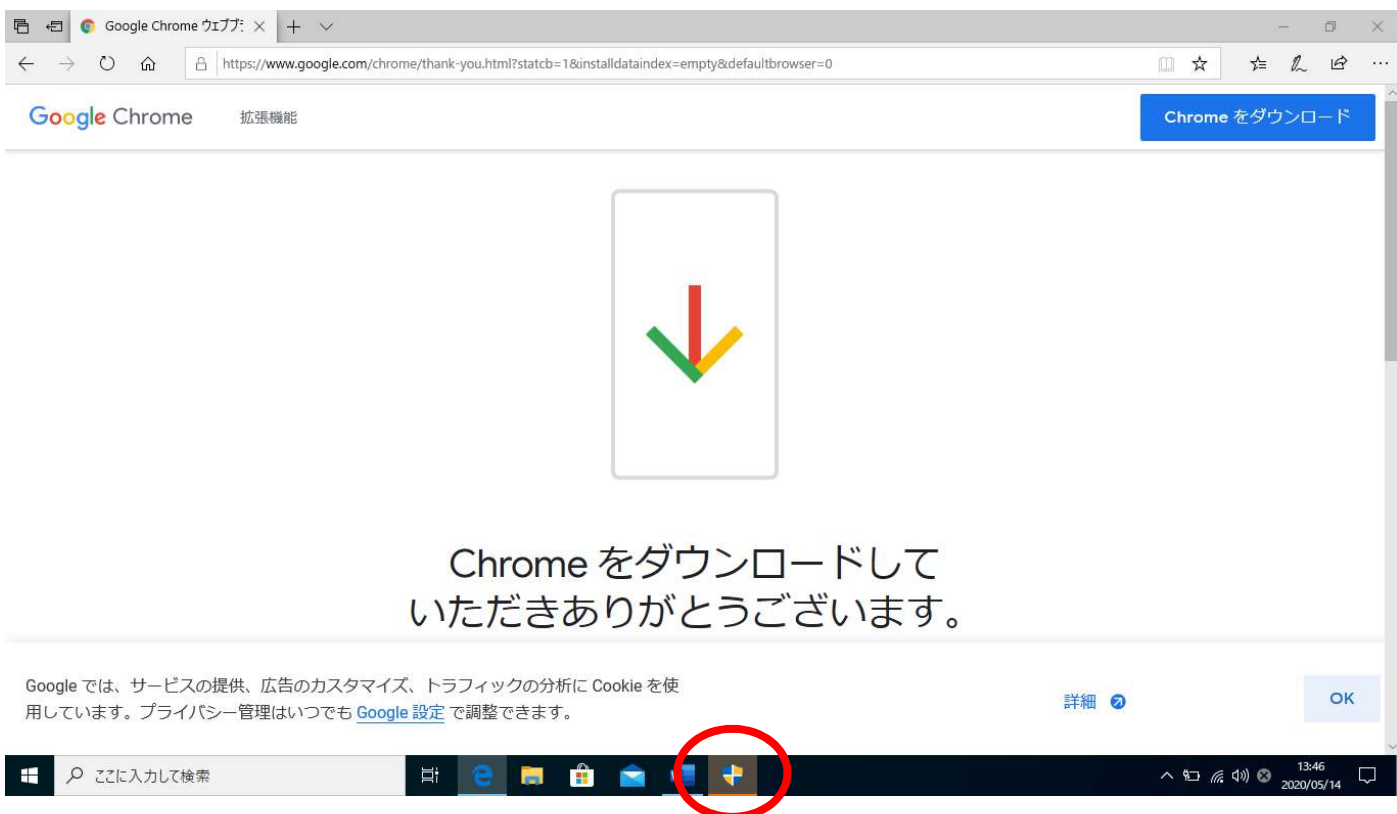 Google Chrome ウェブブ
https://www.google.com/chrome/thank-you.html?statcb=1&installdataindex=empty&defaultbrowser=0
Google Chrome 拡張機能 Chrome をダウンロード
Chrome をダウンロードして
いただきありがとうございます。
Google では、サービスの提供、広告のカスタマイズ、トラフィックの分析に Cookie を使
用しています。プライバシー管理はいつでも Google 設定 で調整できます。
詳細 OK
ここに入力して検索
13:46
2020/05/14